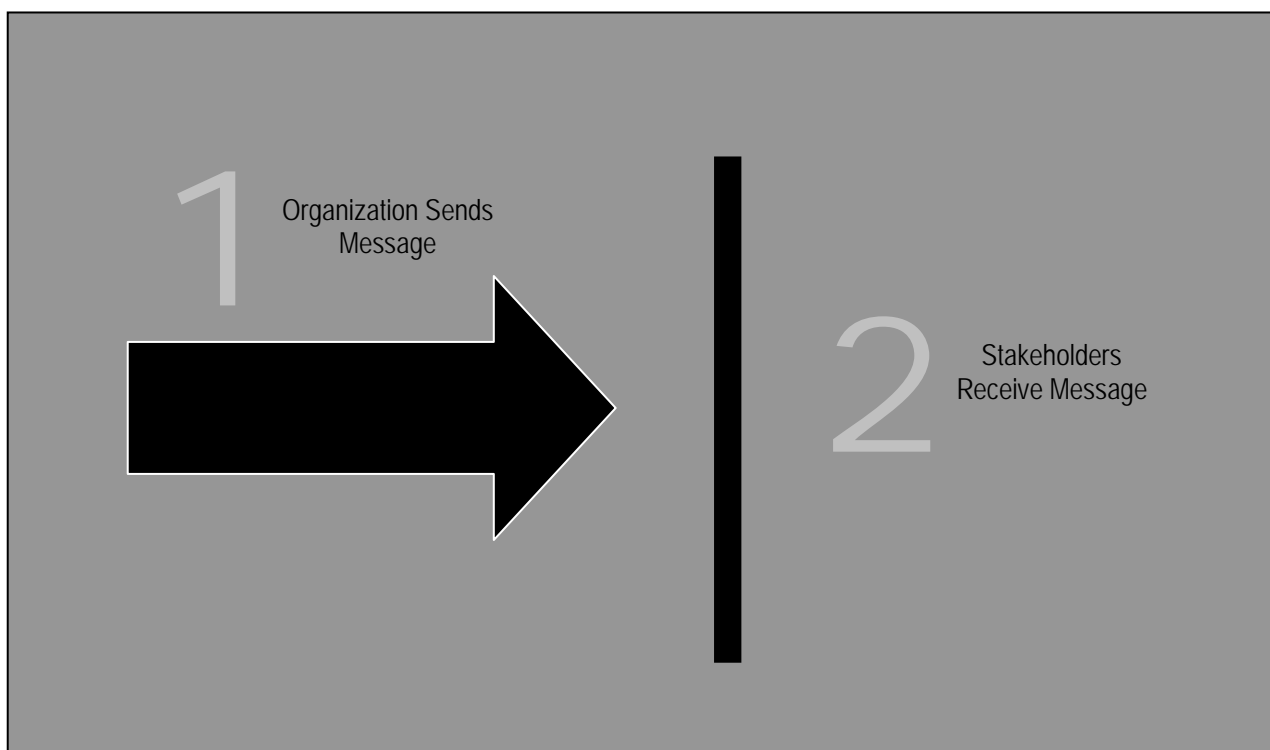 1
Organization Sends
Message
2
Stakeholders
Receive Message